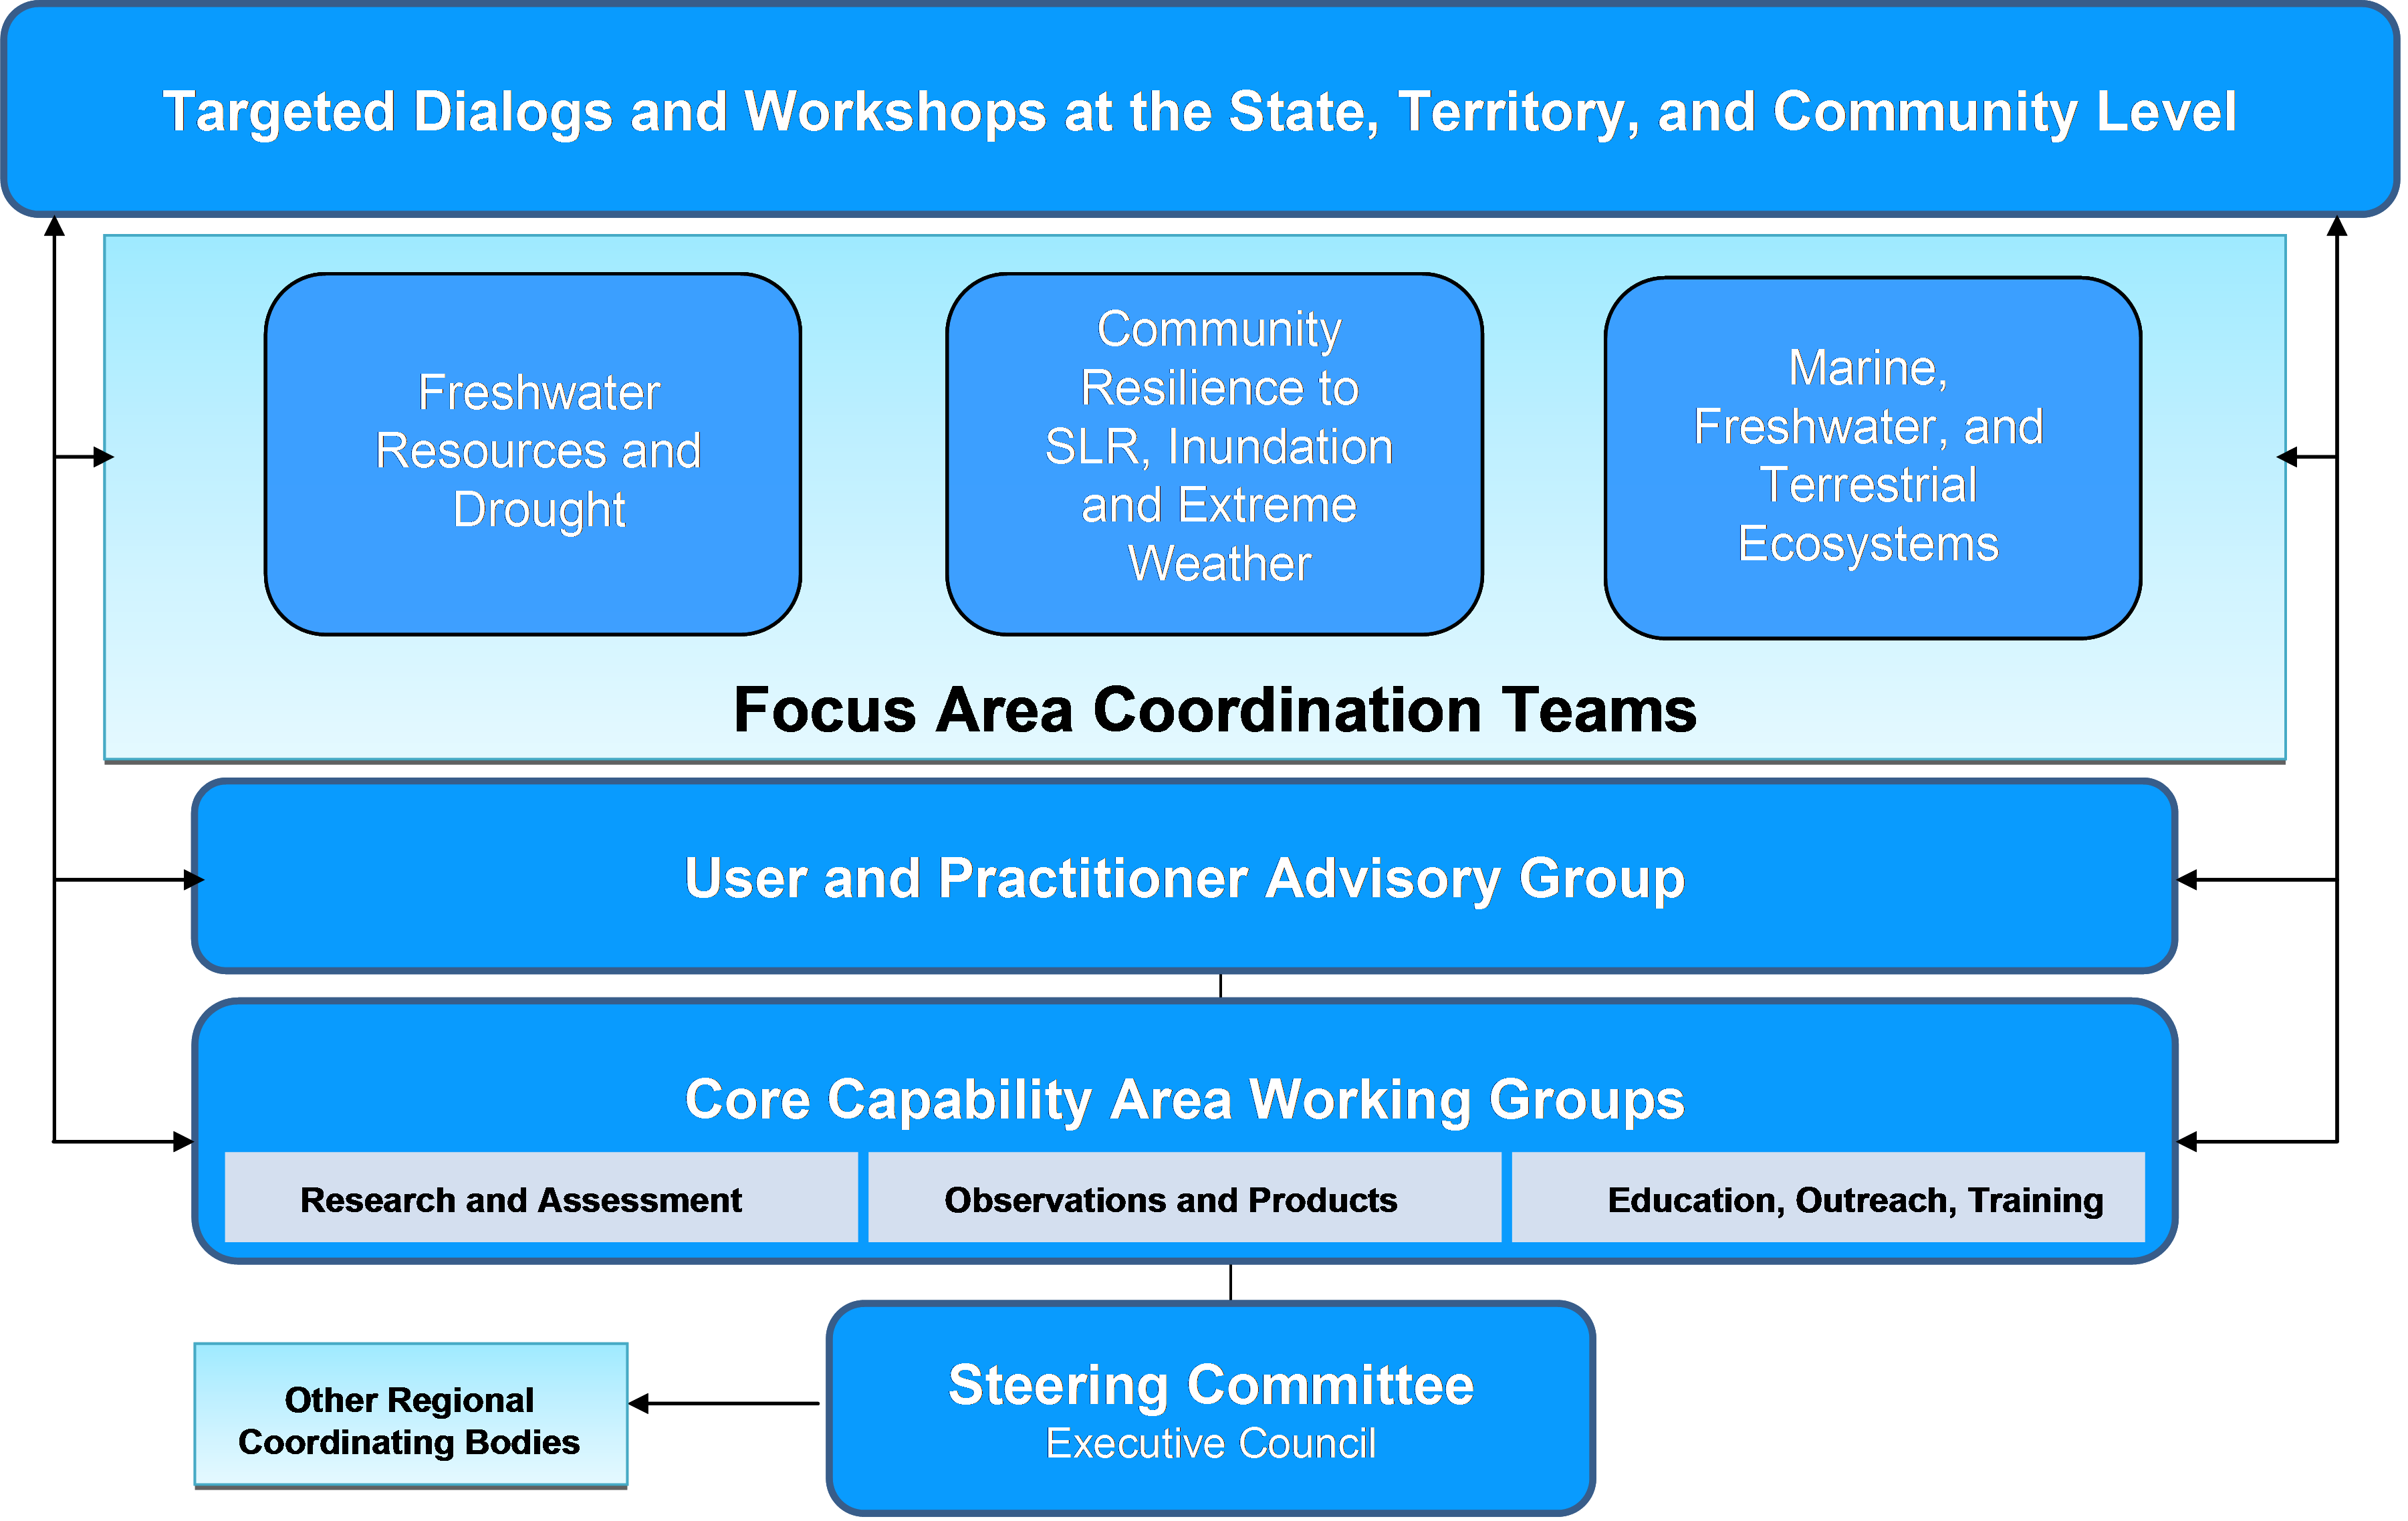 Targeted Dialogs and Workshops at the State, Territory, and Community Level
Freshwater
Resources and
Drought
Community
Resilience to
SLR, Inundation
and Extreme
Weather
Marine,
Freshwater, and
Terrestrial
Ecosystems
Focus Area Coordination Teams
User and Practitioner Advisory Group
Core Capability Area Working Groups
Research and Assessment
Observations and Products
Education, Outreach, Training
Other Regional
Coordinating Bodies
Steering Committee
Executive Council